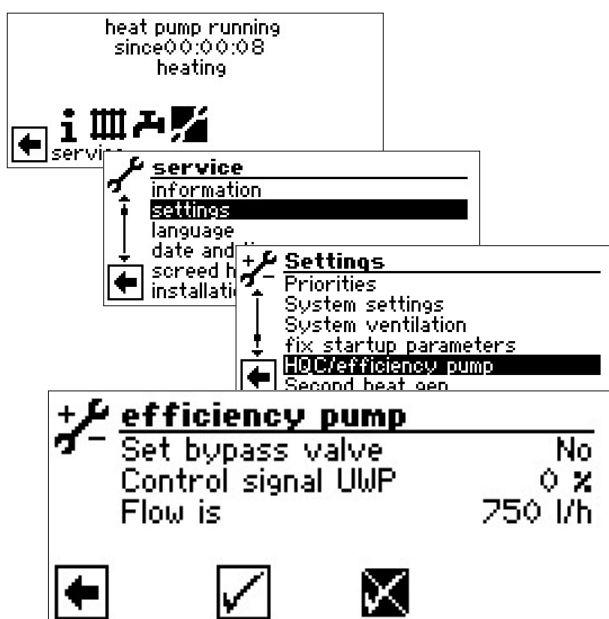 heat pump running
since00:00:08
heating
service
information
settings
language
date and
screed h
installati
Settings
Priorities
System settings
System ventilation
fix startup parameters
HQC/efficiency pump
Second heat gen
efficiency pump
Set bypass valve No
Control signal UWP 0 %
Flow is 750 l/h